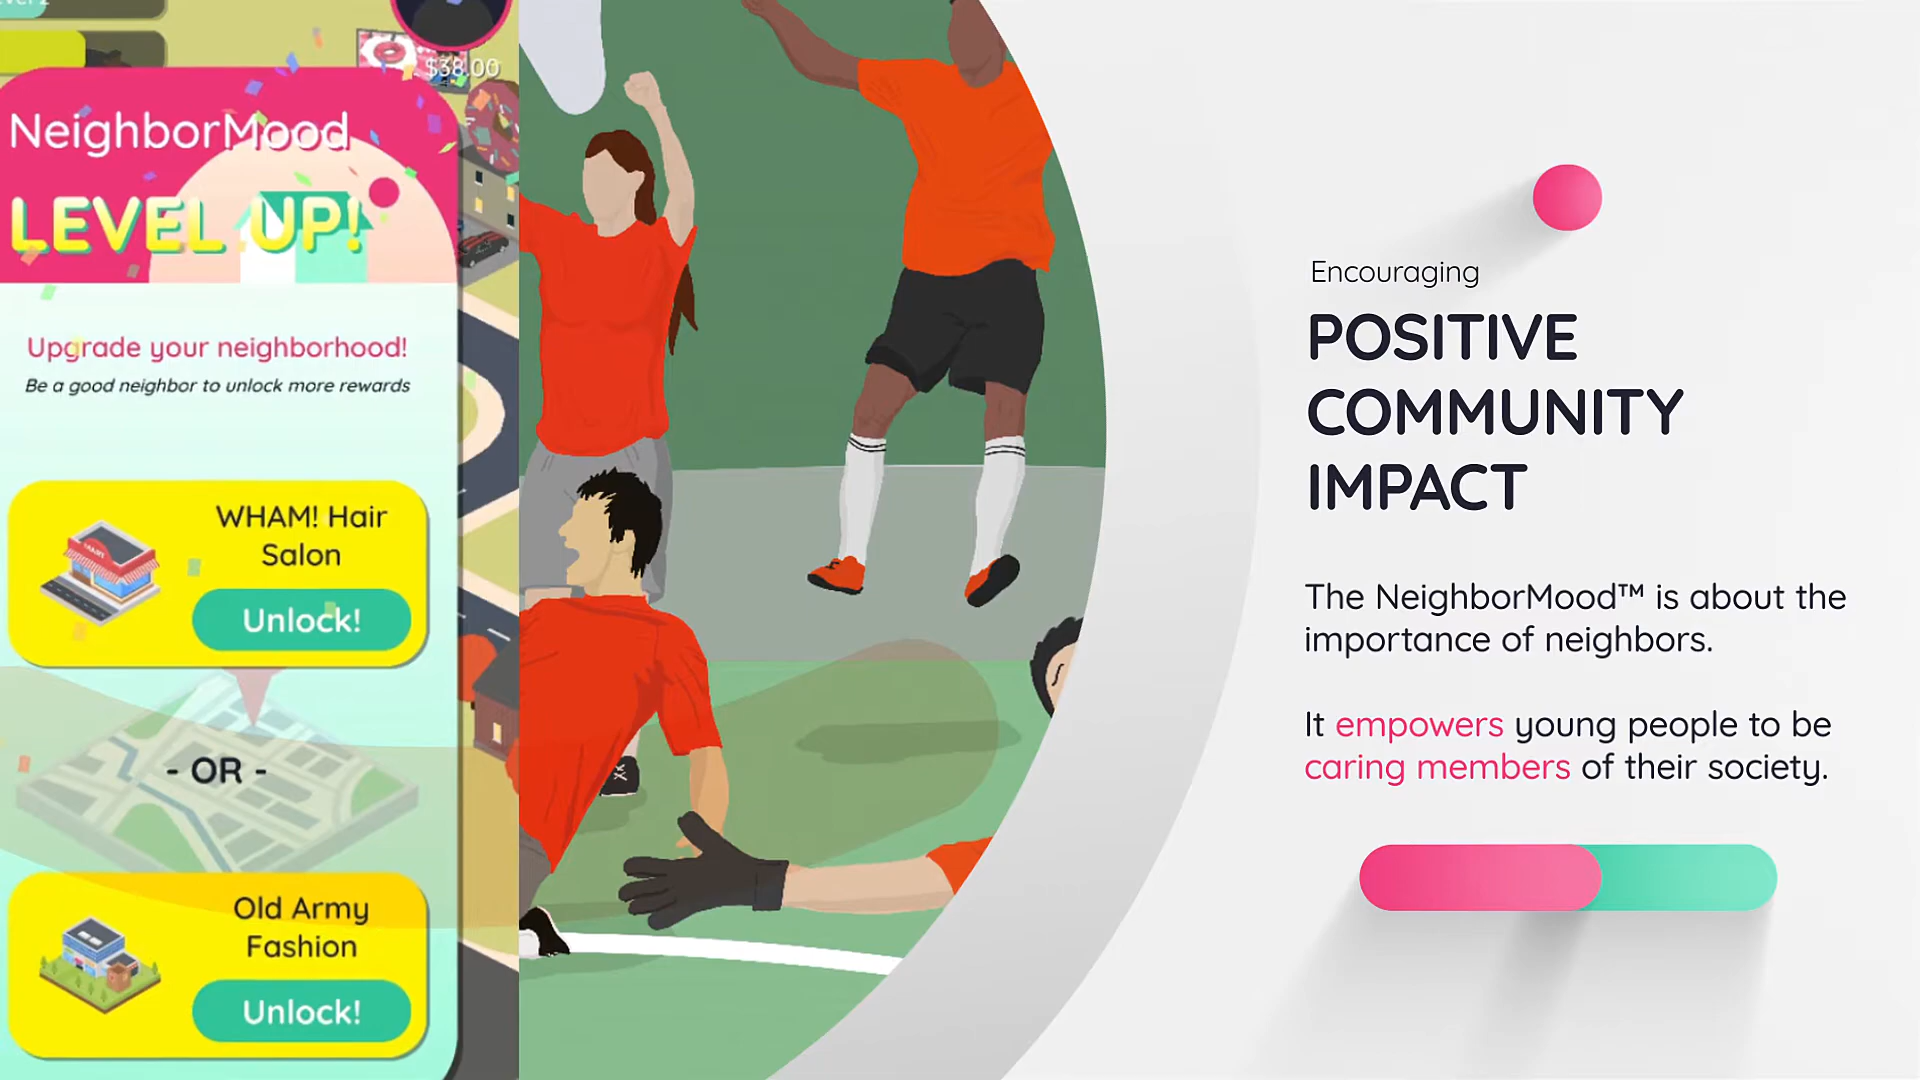 $38.00
NeighborMood
LEVEL UP!
Upgrade your neighborhood!
Be a good neighbor to unlock more rewards
WHAM! Hair
Salon
Unlock!
- OR -
Old Army
Fashion
Unlock!
Encouraging
POSITIVE
COMMUNITY
IMPACT
The NeighborMood™ is about the
importance of neighbors.
It empowers young people to be
caring members of their society.